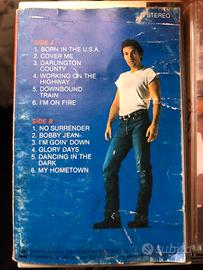 STEREO
SIDE A
1. BORN IN THE U.S.A.
2. COVER ME
3. DARLINGTON
COUNTY
4. WORKING ON THE
HIGHWAY
5. DOWNBOUND
TRAIN
6. I'M ON FIRE
SIDE B
1. NO SURRENDER
2. BOBBY JEAN
3. I'M GOIN' DOWN
4. GLORY DAYS
5. DANCING IN THE
DARK
6. MY HOMETOWN
subito